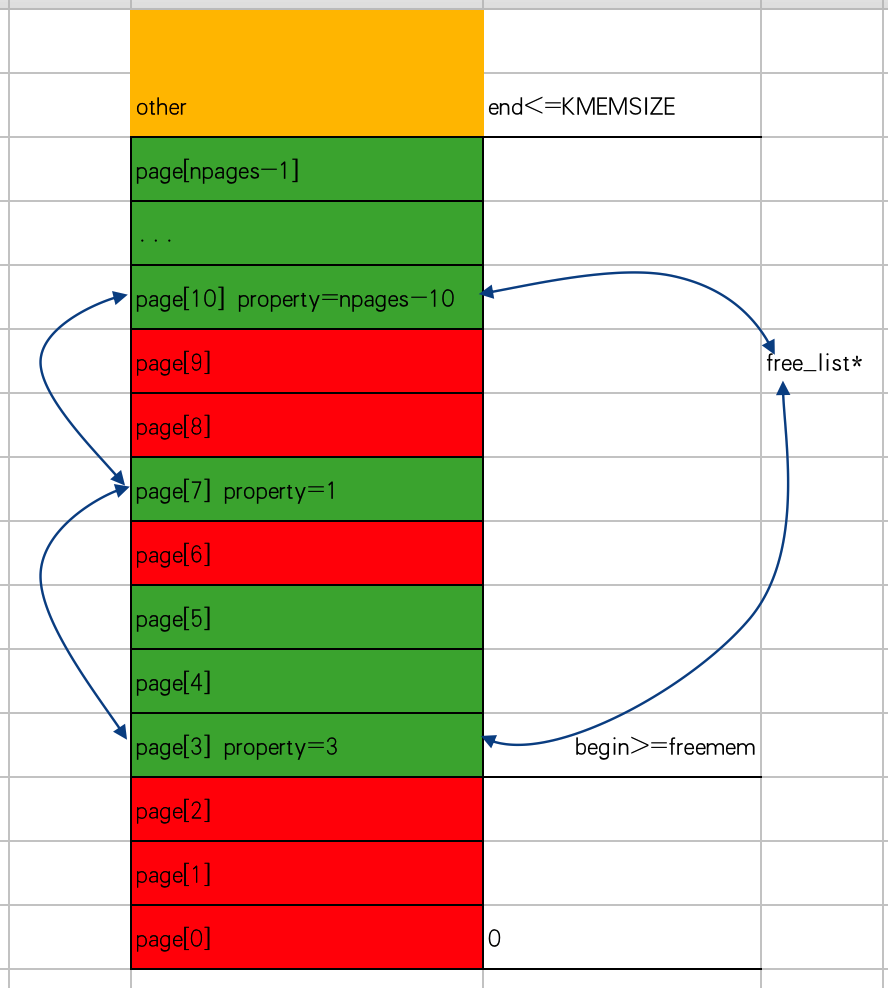 other end<=KMEMSIZE
page[npages-1]
...
page[10] property=npages-10
page[9] free_list*
page[8]
page[7] property=1
page[6]
page[5]
page[4]
page[3] property=3 begin>=freemem
page[2]
page[1]
page[0] 0